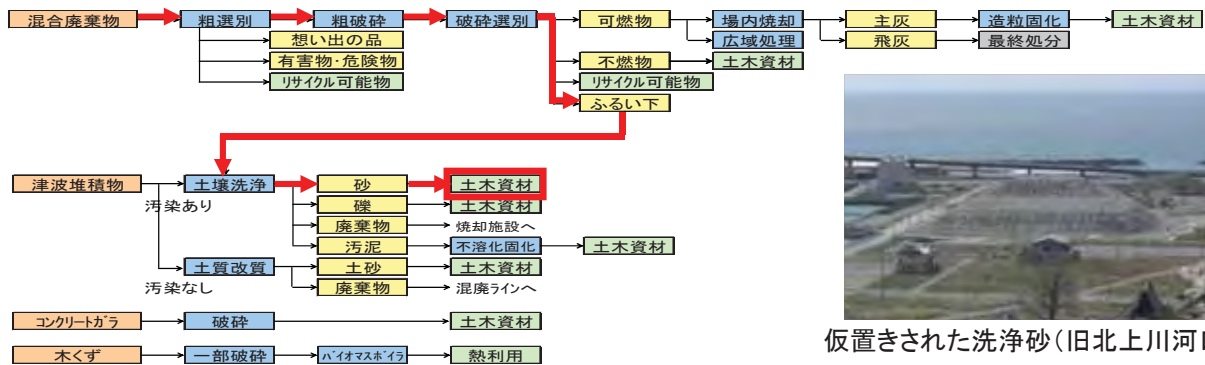 混合廃棄物 粗選別 粗破砕 破砕選別 可燃物 場内焼却 主灰 造粒固化 土木資材
想い出の品 広域処理 飛灰 最終処分
有害物・危険物 不燃物 土木資材
リサイクル可能物 リサイクル可能物
ふるい下
津波堆積物 土壌洗浄 砂 土木資材
汚染あり 礫 土木資材
廃棄物 焼却施設へ
汚泥 不溶化固化 土木資材
土質改質 土砂 土木資材
汚染なし 廃棄物 混廃ラインへ
コンクリートガラ 破砕 土木資材
木くず 一部破砕 バイオマスボイラ 熱利用
仮置きされた洗浄砂(旧北上川河